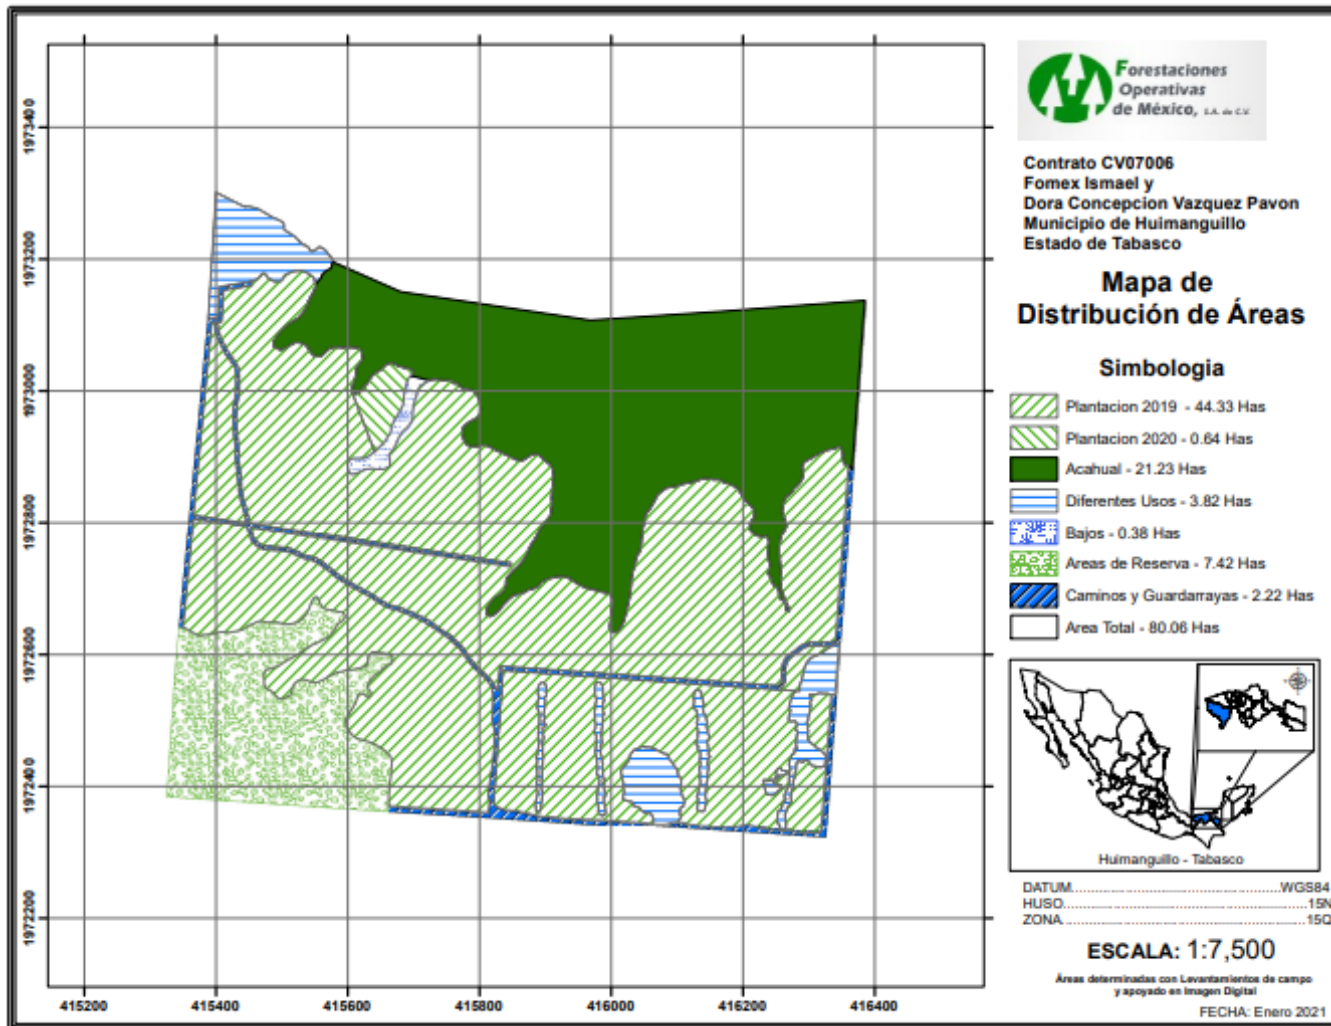 Forestaciones
Operativas
de México, S.A. de C.V.
Contrato CV07006
Fomex Ismael y
Dora Concepcion Vazquez Pavon
Municipio de Huimanguillo
Estado de Tabasco
Mapa de
Distribución de Áreas
Simbologia
Plantacion 2019 - 44.33 Has
Plantacion 2020 - 0.64 Has
Acahual - 21.23 Has
Diferentes Usos - 3.82 Has
Bajos - 0.38 Has
Areas de Reserva - 7.42 Has
Caminos y Guardarrayas - 2.22 Has
Area Total - 80.06 Has
Huimanguillo - Tabasco
DATUM...WGS84
HUSO...15N
ZONA...15Q
ESCALA: 1:7,500
Áreas determinadas con Levantamientos de campo
y apoyado en Imagen Digital
FECHA: Enero 2021
1973400
1973200
1973000
1972800
1972600
1972400
1972200
415200 415400 415600 415800 416000 416200 416400